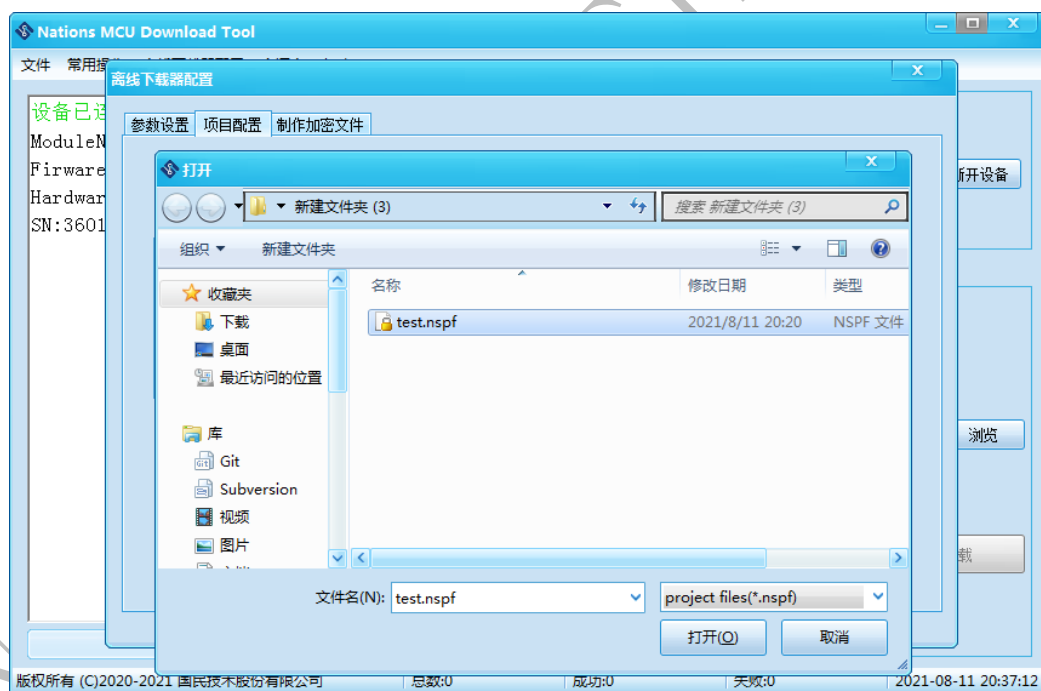 Nations MCU Download Tool
文件 常用操
离线下载器配置
设备已连
ModuleN
Firware
Hardwar
SN:3601
参数设置 项目配置 制作加密文件
断开设备
打开
新建文件夹 (3)
搜索 新建文件夹 (3)
组织 新建文件夹
名称 修改日期 类型
收藏夹
下载
桌面
最近访问的位置
库
Git
Subversion
视频
图片
test.nspf 2021/8/11 20:20 NSPF 文件
浏览
载
文件名(N): test.nspf project files(*.nspf)
打开(O) 取消
版权所有 (C)2020-2021 国民技术股份有限公司 总数:0 成功:0 失败:0 2021-08-11 20:37:12